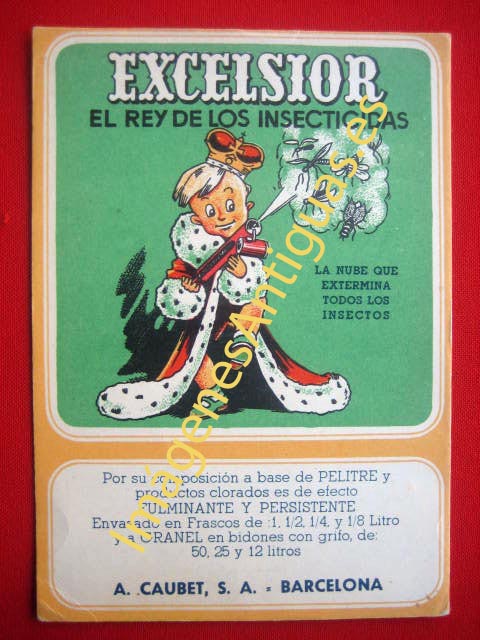 EXCELSIOR
EL REY DE LOS INSECTICIDAS
LA NUBE QUE
EXTERMINA
TODOS LOS
INSECTOS
Por su composición a base de PELITRE y
productos clorados es de efecto
FULMINANTE Y PERSISTENTE
Envasado en Frascos de :1, 1/2, 1/4, y 1/8 Litro
y a GRANEL en bidones con grifo, de:
50, 25 y 12 litros
A. CAUBET, S. A. = BARCELONA
ImágenesAntiguas.es